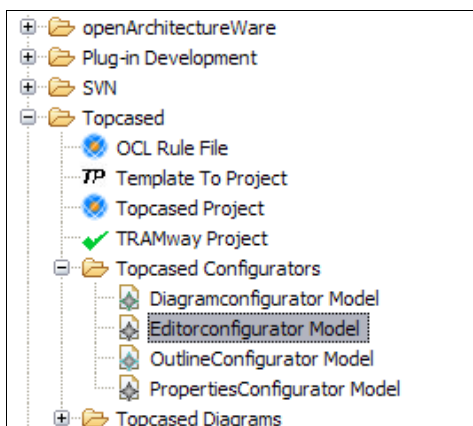 openArchitectureWare
Plug-in Development
SVN
Topcased
OCL Rule File
TP Template To Project
Topcased Project
TRAMway Project
Topcased Configurators
Diagramconfigurator Model
Editorconfigurator Model
OutlineConfigurator Model
PropertiesConfigurator Model
Topcased Diagrams